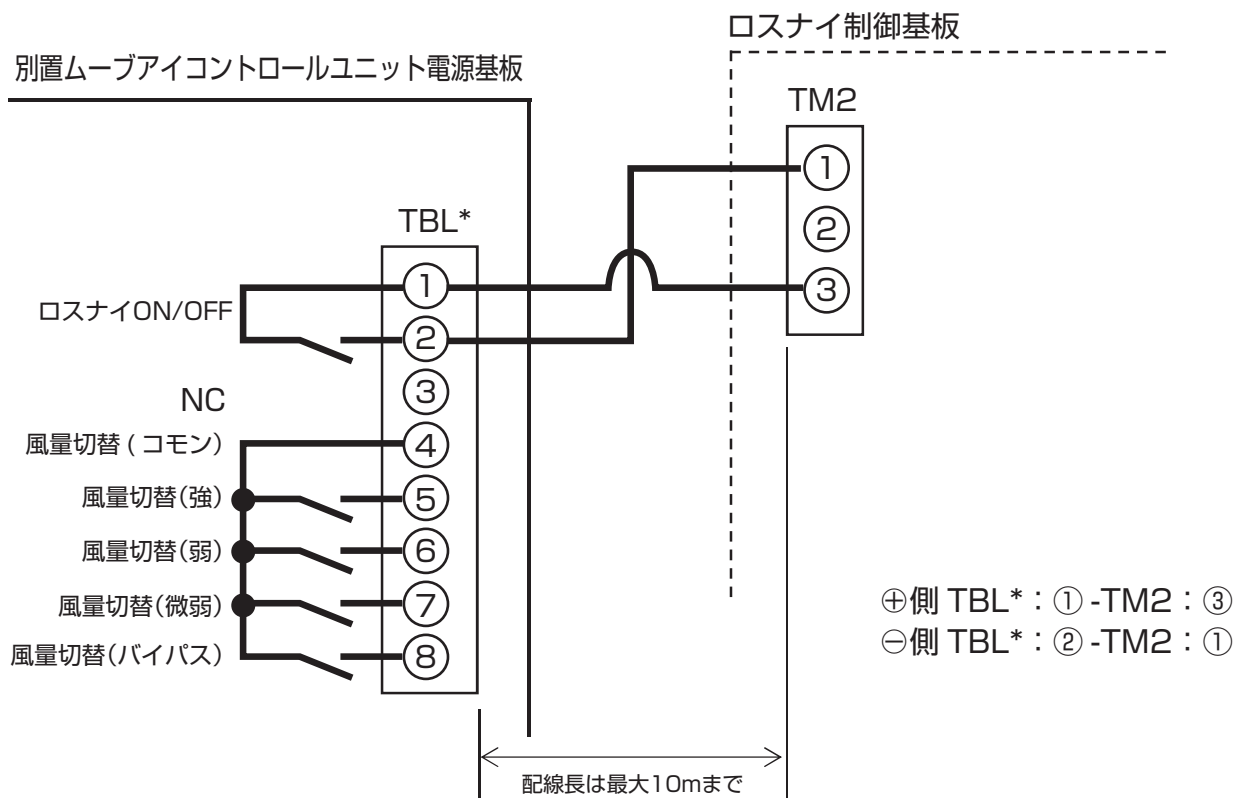 ロスナイ制御基板
別置ムーブアイコントロールユニット電源基板
TM2
①
②
③
TBL*
①
②
③
④
⑤
⑥
⑦
⑧
ロスナイON/OFF
NC
風量切替 ( コモン)
風量切替(強)
風量切替(弱)
風量切替(微弱)
風量切替(バイパス)
⊕側 TBL*:① -TM2:③
⊖側 TBL*:② -TM2:①
配線長は最大10mまで